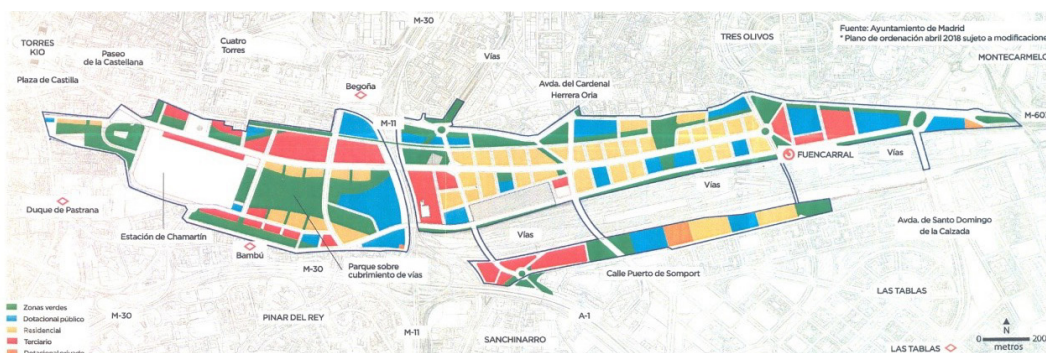 M-30
TORRES
KIO
Paseo
de la Castellana
Cuatro
Torres
Vías
TRES OLIVOS
Fuente: Ayuntamiento de Madrid
* Plano de ordenación abril 2018 sujeto a modificacione
MONTECARMELO
Plaza de Castilla
Begoña
Avda. del Cardenal
Herrera Oria
M-11
M-60
FUENCARRAL
Vías
Vías
Duque de Pastrana
Estación de Chamartín
Bambú
M-30
Parque sobre
cubrimiento de vías
Vías
Calle Puerto de Somport
Avda. de Santo Domingo
de la Calzada
LAS TABLAS
Zonas verdes
Dotacional público
Residencial
Terciario
Dotacional privado
M-30
PINAR DEL REY
M-11
SANCHINARRO
A-1
LAS TABLAS
N
0 200
metros